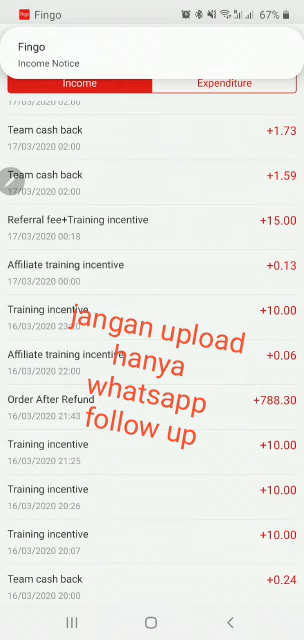 Fingo
67%
Fingo
Income Notice
Income
Expenditure
17/03/2020 02:00
Team cash back
+1.73
17/03/2020 02:00
Team cash back
+1.59
17/03/2020 02:00
Referral fee+Training incentive
+15.00
17/03/2020 00:18
Affiliate training incentive
+0.13
17/03/2020 00:00
Training incentive
+10.00
16/03/2020 23:20
Affiliate training incentive
+0.06
16/03/2020 22:00
Order After Refund
+788.30
16/03/2020 21:43
Training incentive
+10.00
16/03/2020 21:25
Training incentive
+10.00
16/03/2020 20:26
Training incentive
+10.00
16/03/2020 20:07
Team cash back
+0.24
16/03/2020 20:00
jangan upload
hanya
whatsapp
follow up